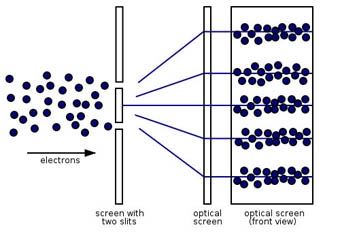 electrons
screen with
two slits
optical
screen
optical screen
(front view)